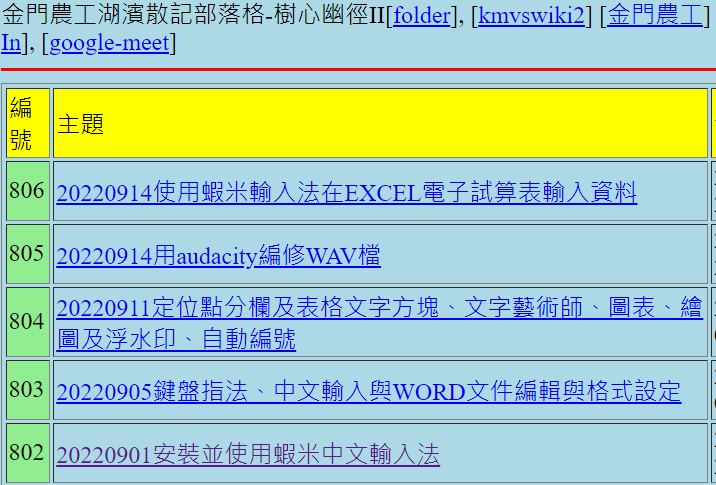 金門農工湖濱散記部落格-樹心幽徑II[folder], [kmvswiki2] [金門農工]
In], [google-meet]
編
號
主題
806
20220914使用蝦米輸入法在EXCEL電子試算表輸入資料
805
20220914用audacity編修WAV檔
804
20220911定位點分欄及表格文字方塊、文字藝術師、圖表、繪
圖及浮水印、自動編號
803
20220905鍵盤指法、中文輸入與WORD文件編輯與格式設定
802
20220901安裝並使用蝦米中文輸入法